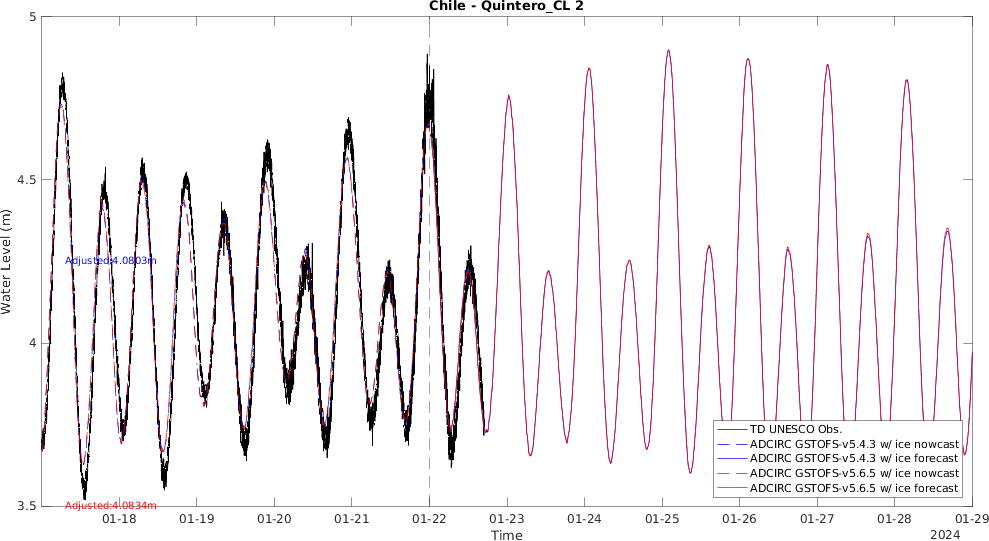 Chile - Quintero_CL 2
5
4.5
4
3.5
Water Level (m)
Adjusted:4.0803m
Adjusted:4.0834m
TD UNESCO Obs.
ADCIRC GSTOFS-v5.4.3 w/ ice nowcast
ADCIRC GSTOFS-v5.4.3 w/ ice forecast
ADCIRC GSTOFS-v5.6.5 w/ ice nowcast
ADCIRC GSTOFS-v5.6.5 w/ ice forecast
01-18 01-19 01-20 01-21 01-22 01-23 01-24 01-25 01-26 01-27 01-28 01-29
Time
2024